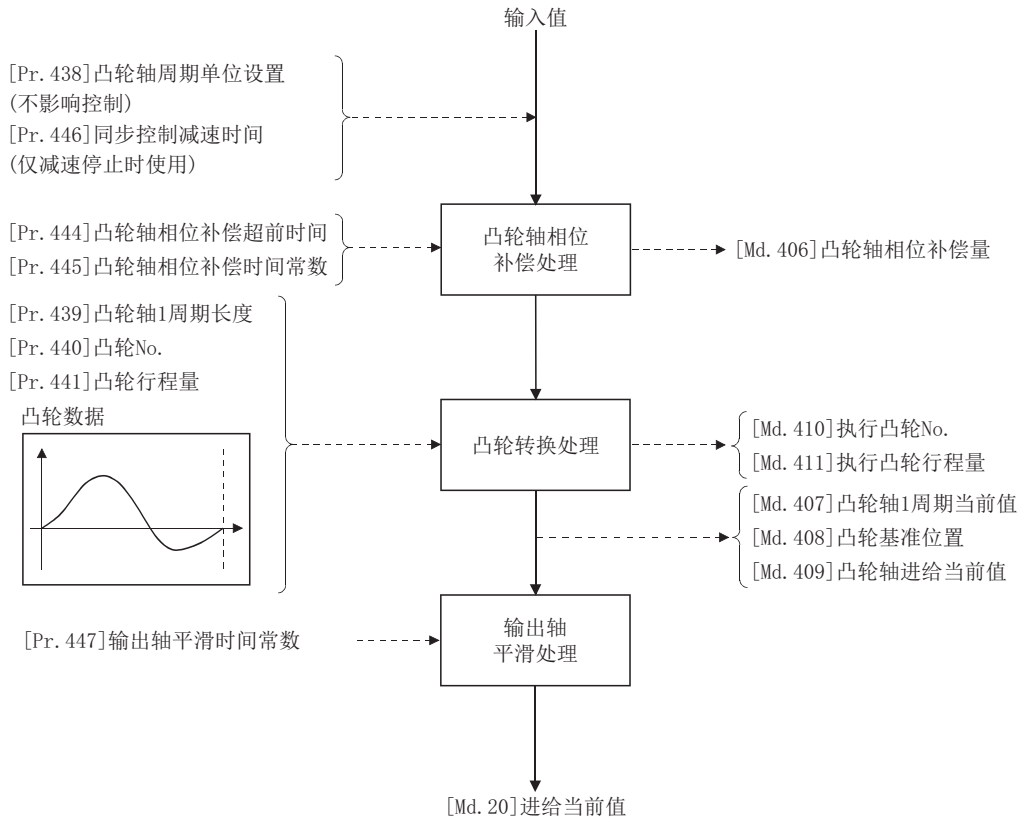 输入值
[Pr.438]凸轮轴周期单位设置
(不影响控制)
[Pr.446]同步控制减速时间
(仅减速停止时使用)
[Pr.444]凸轮轴相位补偿超前时间
[Pr.445]凸轮轴相位补偿时间常数
凸轮轴相位
补偿处理
[Md.406]凸轮轴相位补偿量
[Pr.439]凸轮轴1周期长度
[Pr.440]凸轮No.
[Pr.441]凸轮行程量
凸轮数据
凸轮转换处理
[Md.410]执行凸轮No.
[Md.411]执行凸轮行程量
[Md.407]凸轮轴1周期当前值
[Md.408]凸轮基准位置
[Md.409]凸轮轴进给当前值
[Pr.447]输出轴平滑时间常数
输出轴
平滑处理
[Md.20]进给当前值